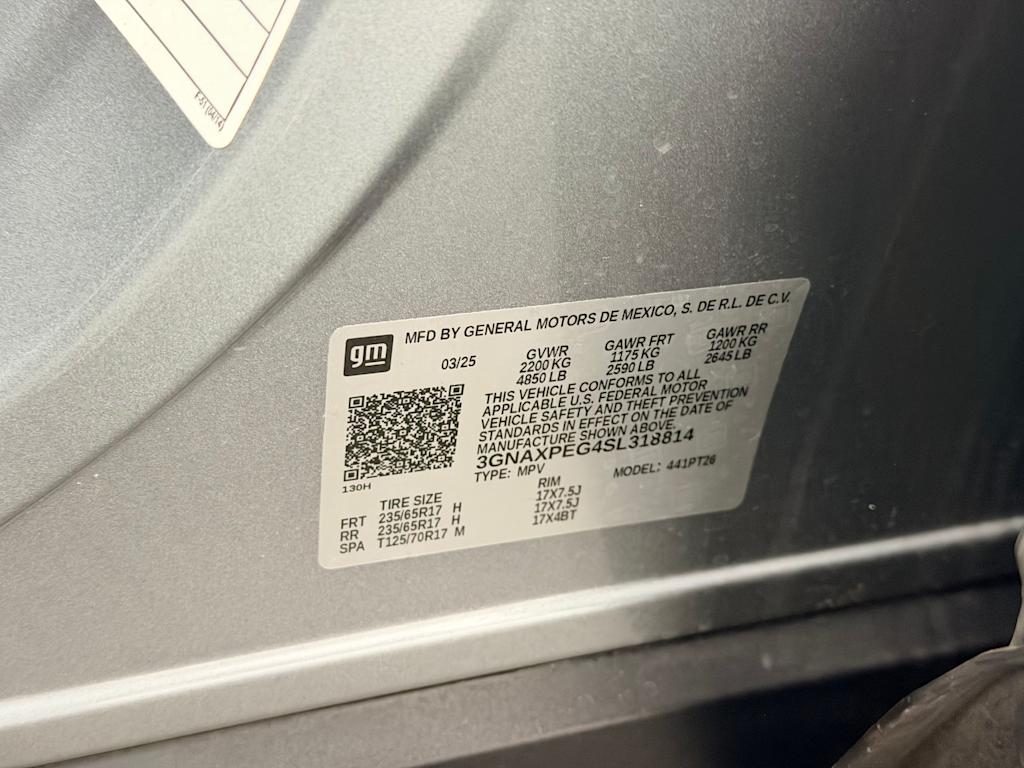 F-51 (04/14)
gm
MFD BY GENERAL MOTORS DE MEXICO, S. DE R.L. DE C.V.
03/25 GVWR GAWR FRT GAWR RR
2200 KG 1175 KG 1200 KG
4850 LB 2590 LB 2645 LB
THIS VEHICLE CONFORMS TO ALL
APPLICABLE U.S. FEDERAL MOTOR
VEHICLE SAFETY AND THEFT PREVENTION
STANDARDS IN EFFECT ON THE DATE OF
MANUFACTURE SHOWN ABOVE.
3GNAXPEG4SL318814
TYPE: MPV MODEL: 441PT26
130H
TIRE SIZE RIM
FRT 235/65R17 H 17X7.5J
RR 235/65R17 H 17X7.5J
SPA T125/70R17 M 17X4BT